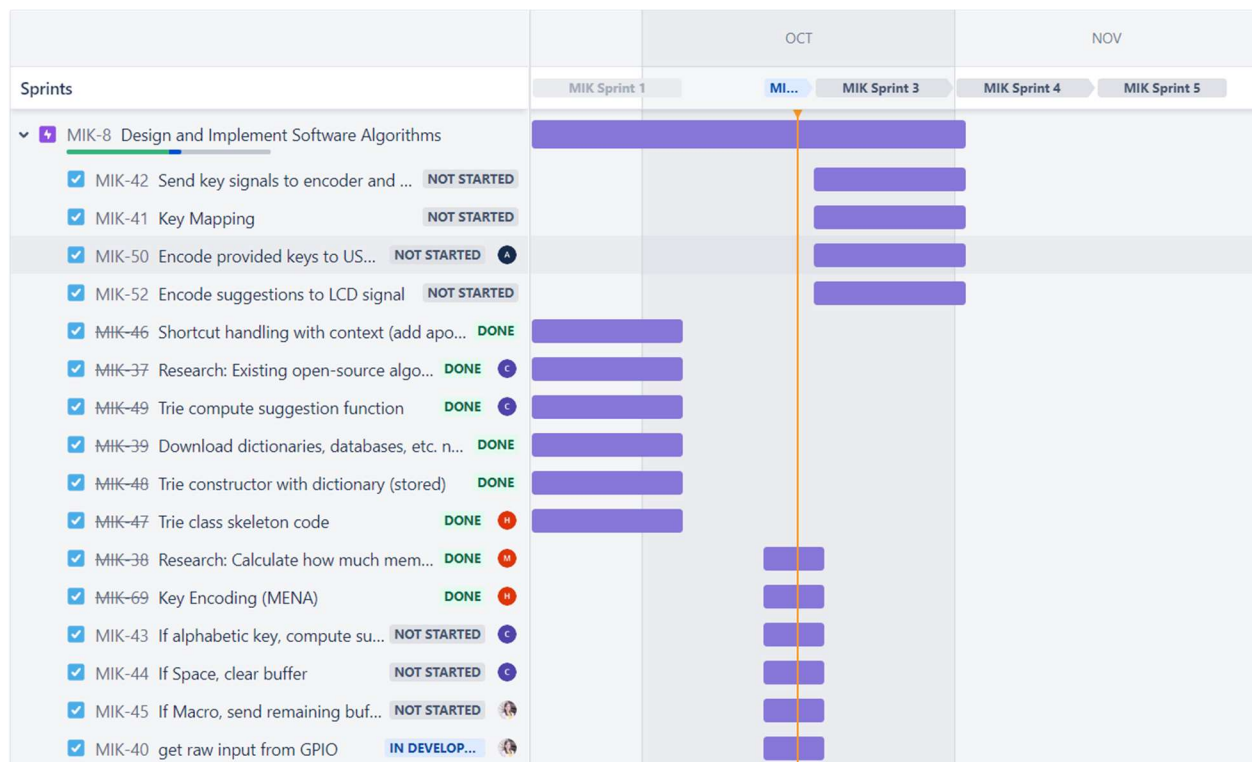 OCT NOV
Sprints MIK Sprint 1 MI... MIK Sprint 3 MIK Sprint 4 MIK Sprint 5
MIK-8 Design and Implement Software Algorithms
MIK-42 Send key signals to encoder and ... NOT STARTED
MIK-41 Key Mapping NOT STARTED
MIK-50 Encode provided keys to US... NOT STARTED A
MIK-52 Encode suggestions to LCD signal NOT STARTED
MIK-46 Shortcut handling with context (add apo... DONE
MIK-37 Research: Existing open-source algo... DONE C
MIK-49 Trie compute suggestion function DONE C
MIK-39 Download dictionaries, databases, etc. n... DONE
MIK-48 Trie constructor with dictionary (stored) DONE
MIK-47 Trie class skeleton code DONE H
MIK-38 Research: Calculate how much mem... DONE M
MIK-69 Key Encoding (MENA) DONE H
MIK-43 If alphabetic key, compute su... NOT STARTED C
MIK-44 If Space, clear buffer NOT STARTED C
MIK-45 If Macro, send remaining buf... NOT STARTED
MIK-40 get raw input from GPIO IN DEVELOP...